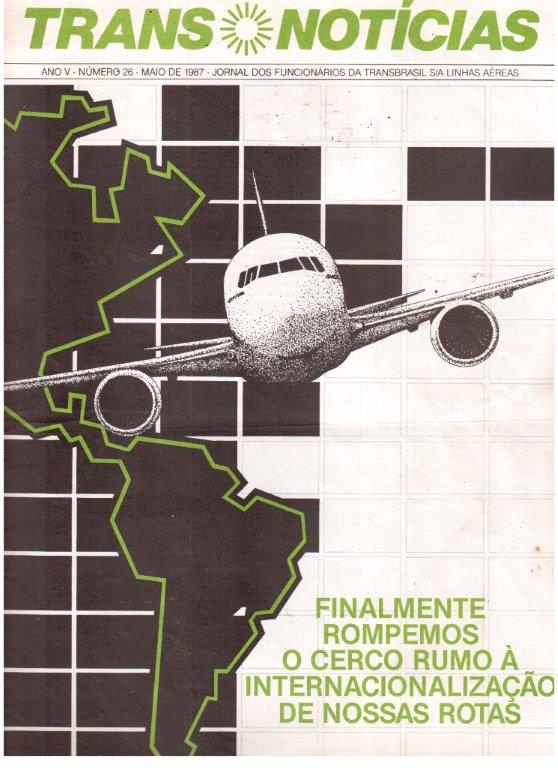 TRANS NOTÍCIAS
ANO V - NÚMERO 26 - MAIO DE 1987 - JORNAL DOS FUNCIONÁRIOS DA TRANSBRASIL S/A LINHAS AÉREAS
FINALMENTE
ROMPEMOS
O CERCO RUMO À
INTERNACIONALIZAÇÃO
DE NOSSAS ROTAS